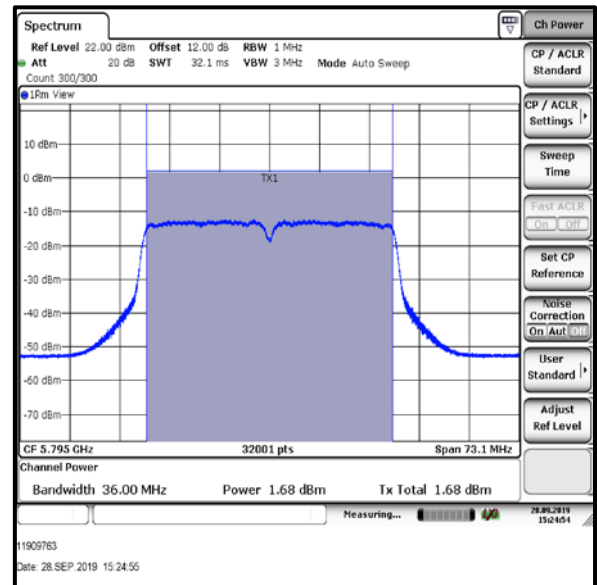 Spectrum
Ref Level 22.00 dBm Offset 12.00 dB RBW 1 MHz
Att 20 dB SWT 32.1 ms VBW 3 MHz Mode Auto Sweep
Count 300/300
1Rm View
10 dBm
0 dBm
TX1
-10 dBm
-20 dBm
-30 dBm
-40 dBm
-50 dBm
-60 dBm
-70 dBm
CF 5.795 GHz 32001 pts Span 73.1 MHz
Channel Power
Bandwidth 36.00 MHz Power 1.68 dBm Tx Total 1.68 dBm
Measuring... 28.09.2019
15:24:54
Ch Power
CP / ACLR
Standard
CP / ACLR
Settings
Sweep
Time
Fast ACLR
On Off
Set CP
Reference
Noise
Correction
On Aut Off
User
Standard
Adjust
Ref Level
11909763
Date: 28.SEP.2019 15:24:55